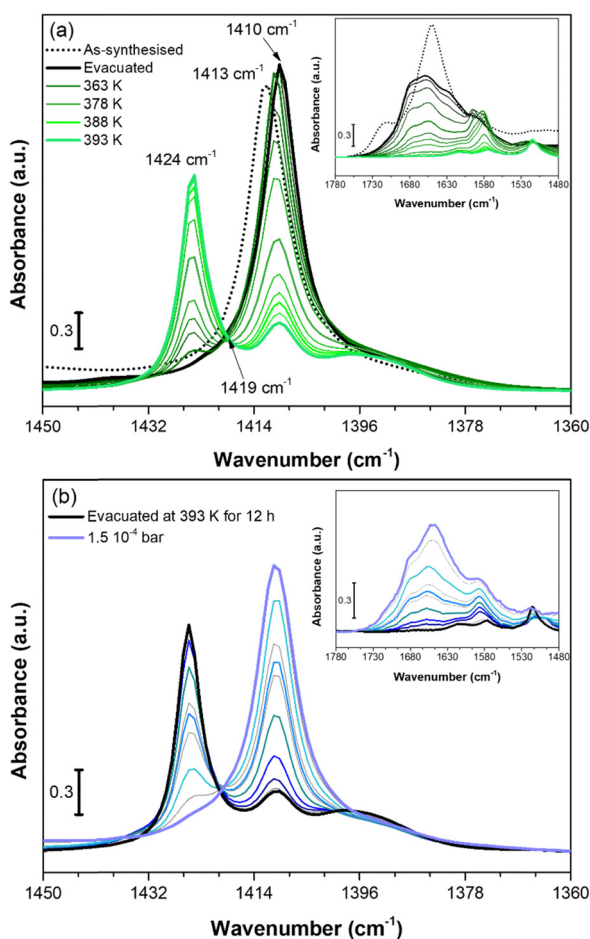 (a)
As-synthesised
Evacuated
363 K
378 K
388 K
393 K
1410 cm⁻¹
1413 cm⁻¹
1424 cm⁻¹
1419 cm⁻¹
0.3
Absorbance (a.u.)
1450 1432 1414 1396 1378 1360
Wavenumber (cm⁻¹)
Absorbance (a.u.)
0.3
1780 1730 1680 1630 1580 1530 1480
Wavenumber (cm⁻¹)
(b)
Evacuated at 393 K for 12 h
1.5 10⁻⁴ bar
0.3
Absorbance (a.u.)
1450 1432 1414 1396 1378 1360
Wavenumber (cm⁻¹)
Absorbance (a.u.)
0.3
1780 1730 1680 1630 1580 1530 1480
Wavenumber (cm⁻¹)